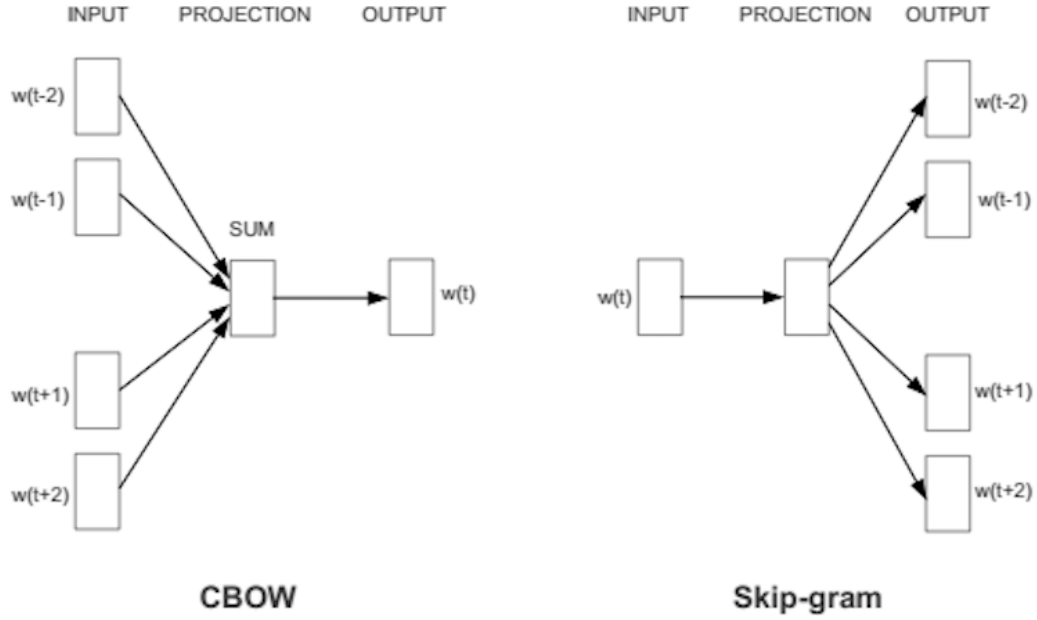 INPUT PROJECTION OUTPUT
w(t-2)
w(t-1)
SUM
w(t)
w(t+1)
w(t+2)
CBOW
INPUT PROJECTION OUTPUT
w(t-2)
w(t-1)
w(t)
w(t+1)
w(t+2)
Skip-gram